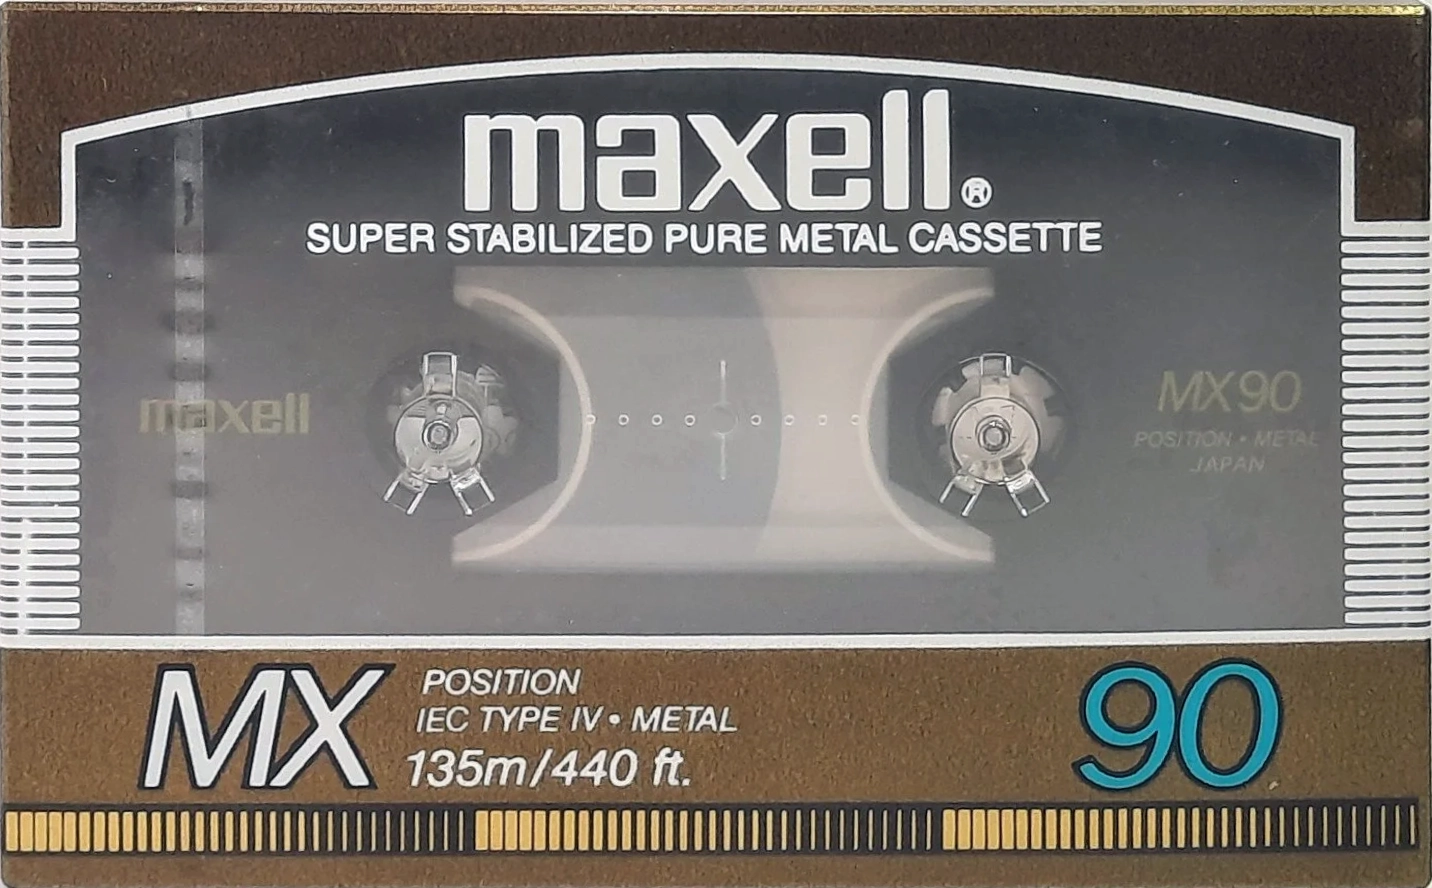 maxell®
SUPER STABILIZED PURE METAL CASSETTE
maxell
MX90
POSITION • METAL
JAPAN
MX
POSITION
IEC TYPE IV • METAL
135m/440 ft.
90